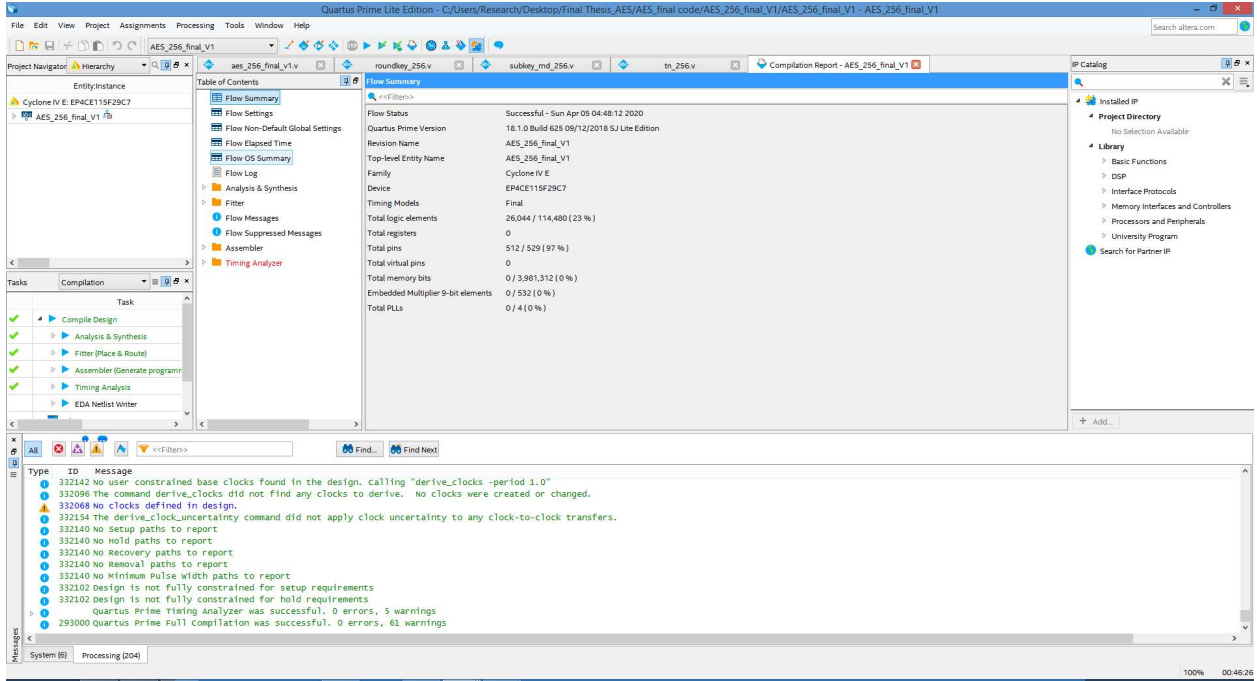 Quartus Prime Lite Edition - C:/Users/Research/Desktop/Final Thesis_AES/AES_final code/AES_256_final_V1/AES_256_final_V1 - AES_256_final_V1
File Edit View Project Assignments Processing Tools Window Help
Search altera.com
AES_256_final_V1
Project Navigator Hierarchy
Entity:Instance
Cyclone IV E: EP4CE115F29C7
AES_256_final_V1
aes_256_final_v1.v
roundkey_256.v
subkey_rnd_256.v
tn_256.v
Compilation Report - AES_256_final_V1
Table of Contents
Flow Summary
Flow Settings
Flow Non-Default Global Settings
Flow Elapsed Time
Flow OS Summary
Flow Log
Analysis & Synthesis
Fitter
Flow Messages
Flow Suppressed Messages
Assembler
Timing Analyzer
Flow Summary
<<Filter>>
Flow Status Successful - Sun Apr 05 04:48:12 2020
Quartus Prime Version 18.1.0 Build 625 09/12/2018 SJ Lite Edition
Revision Name AES_256_final_V1
Top-level Entity Name AES_256_final_V1
Family Cyclone IV E
Device EP4CE115F29C7
Timing Models Final
Total logic elements 26,044 / 114,480 ( 23 % )
Total registers 0
Total pins 512 / 529 ( 97 % )
Total virtual pins 0
Total memory bits 0 / 3,981,312 ( 0 % )
Embedded Multiplier 9-bit elements 0 / 532 ( 0 % )
Total PLLs 0 / 4 ( 0 % )
IP Catalog
Installed IP
Project Directory
No Selection Available
Library
Basic Functions
DSP
Interface Protocols
Memory Interfaces and Controllers
Processors and Peripherals
University Program
Search for Partner IP
+ Add...
Tasks Compilation
Task
Compile Design
Analysis & Synthesis
Fitter (Place & Route)
Assembler (Generate programr
Timing Analysis
EDA Netlist Writer
All <<Filter>> Find... Find Next
Type ID Message
332142 No user constrained base clocks found in the design. Calling "derive_clocks -period 1.0"
332096 The command derive_clocks did not find any clocks to derive. No clocks were created or changed.
332068 No clocks defined in design.
332154 The derive_clock_uncertainty command did not apply clock uncertainty to any clock-to-clock transfers.
332140 No Setup paths to report
332140 No Hold paths to report
332140 No Recovery paths to report
332140 No Removal paths to report
332140 No Minimum Pulse Width paths to report
332102 Design is not fully constrained for setup requirements
332102 Design is not fully constrained for hold requirements
Quartus Prime Timing Analyzer was successful. 0 errors, 5 warnings
293000 Quartus Prime Full Compilation was successful. 0 errors, 61 warnings
Messages
System (6) Processing (204)
100% 00:46:26